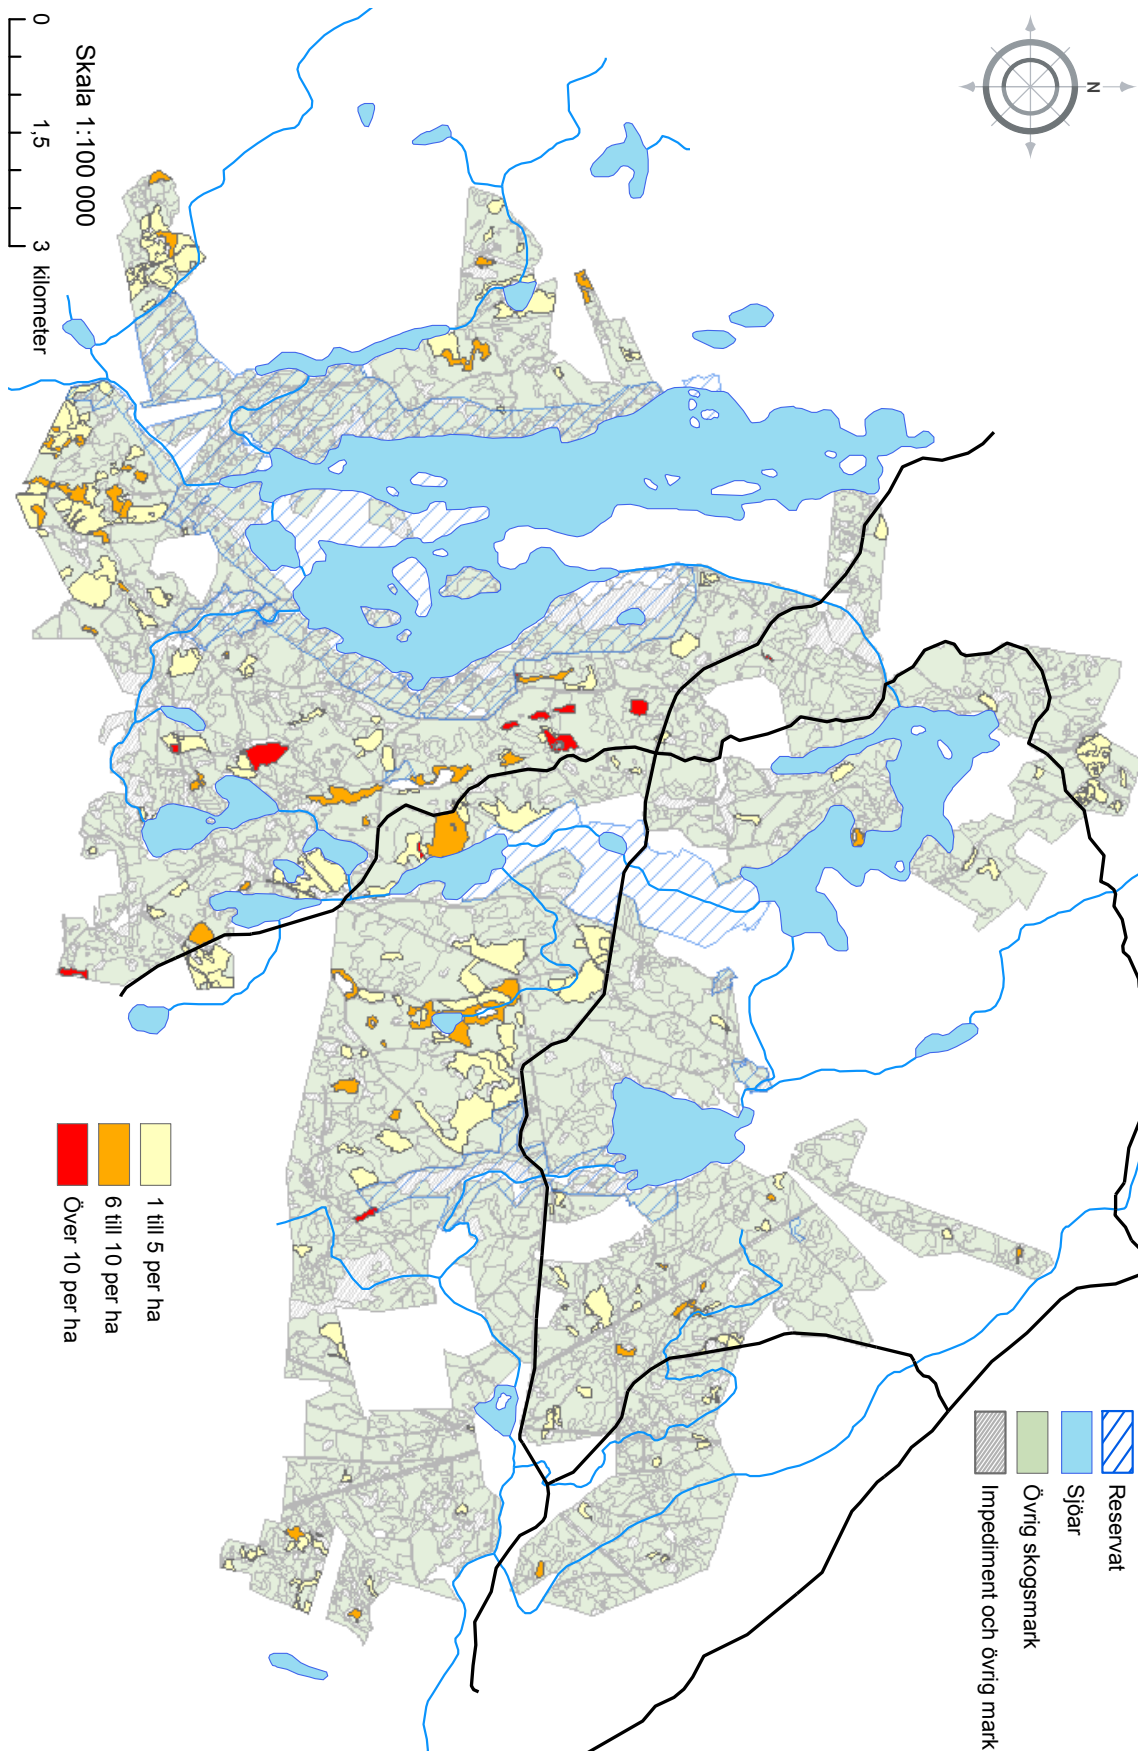 N
Reservat
Sjöar
Övrig skogsmark
Impediment och övrig mark
1 till 5 per ha
6 till 10 per ha
Över 10 per ha
Skala 1:100 000
0 1,5 3 kilometer